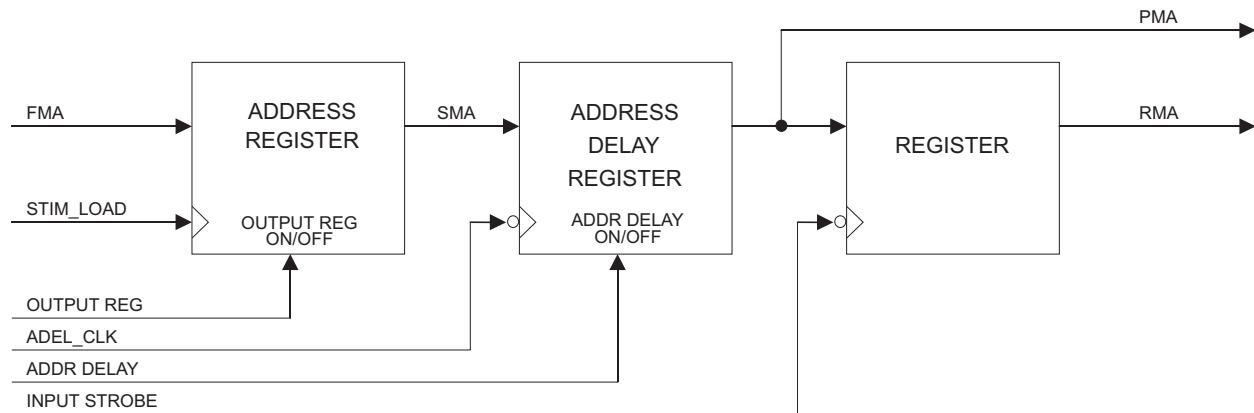 PMA
FMA
ADDRESS
REGISTER
SMA
ADDRESS
DELAY
REGISTER
REGISTER
RMA
STIM_LOAD
OUTPUT REG
ON/OFF
ADDR DELAY
ON/OFF
OUTPUT REG
ADEL_CLK
ADDR DELAY
INPUT STROBE